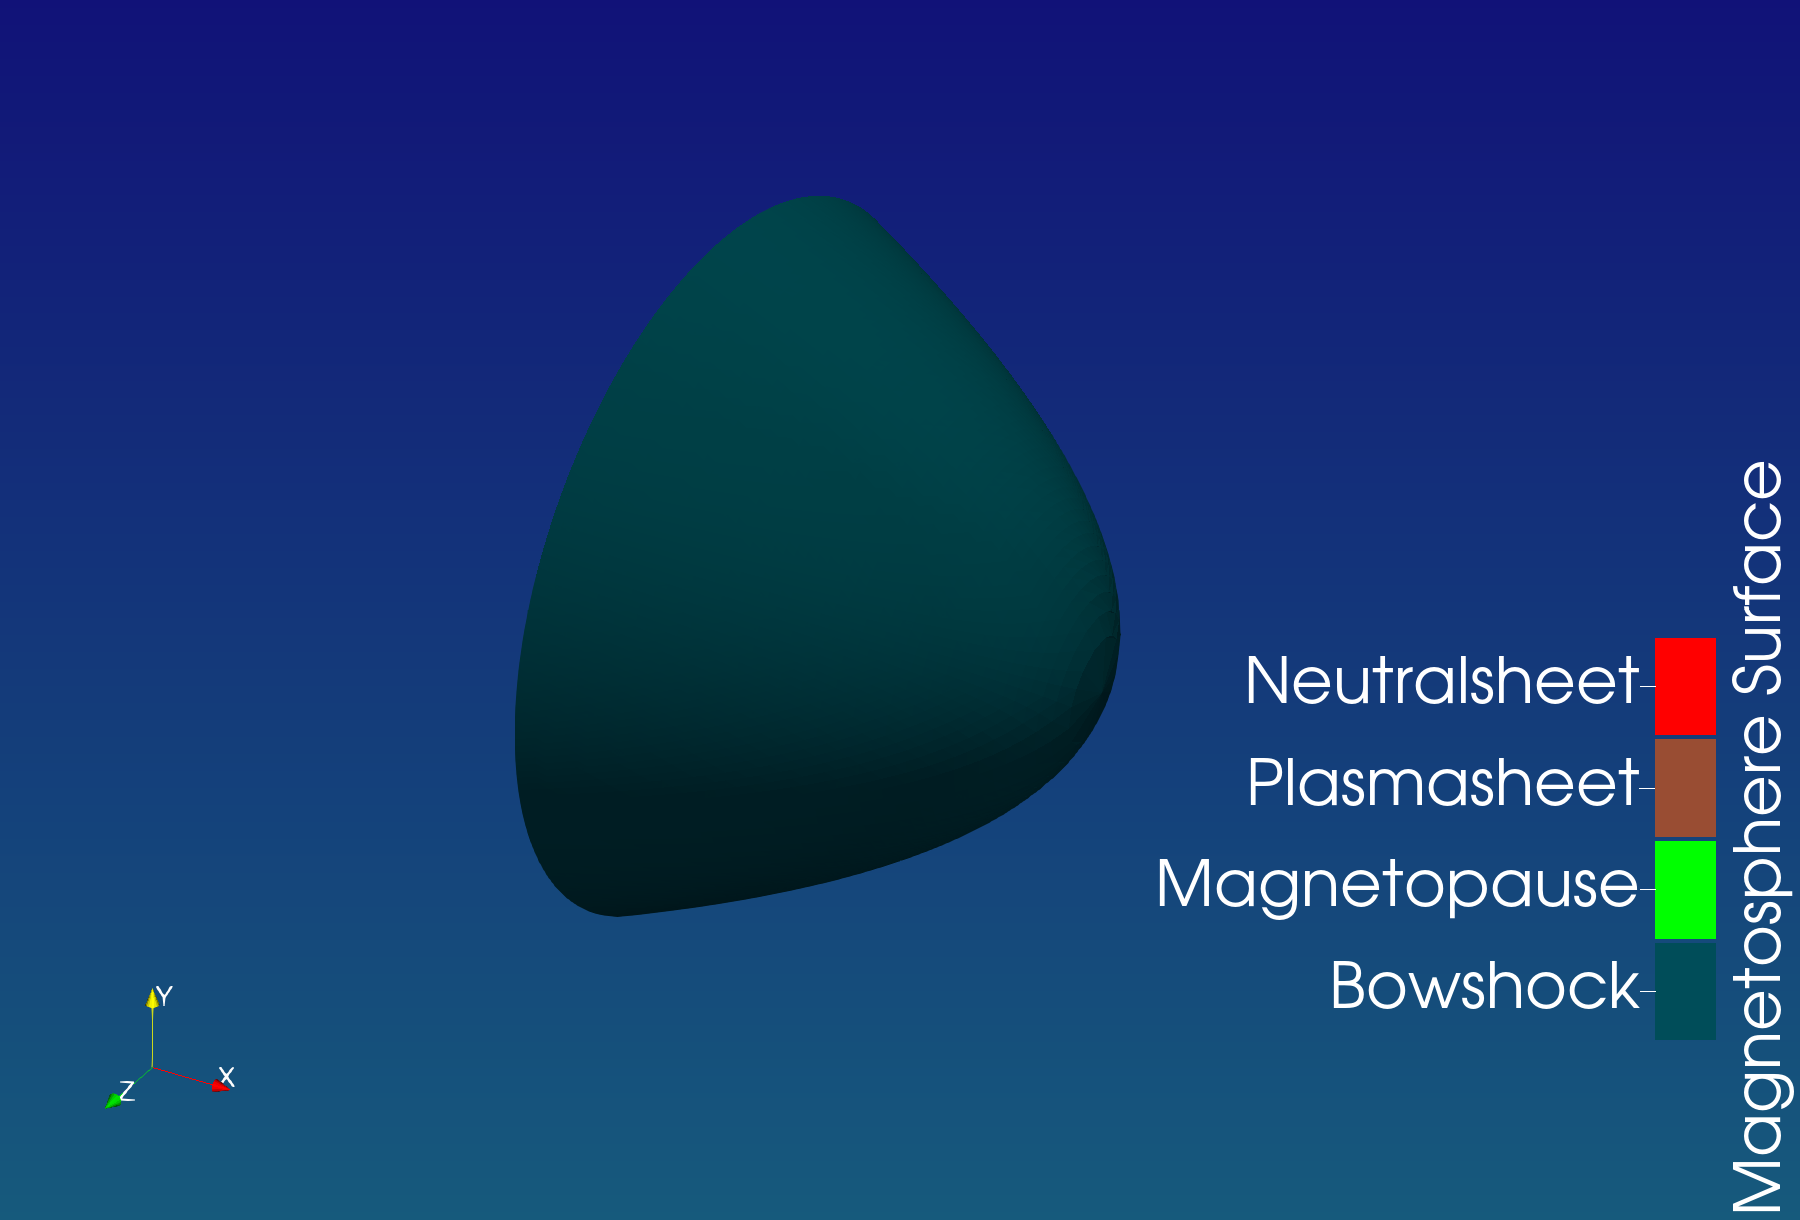 Neutralsheet
Plasmasheet
Magnetopause
Bowshock
Magnetosphere Surface
Y
X
Z